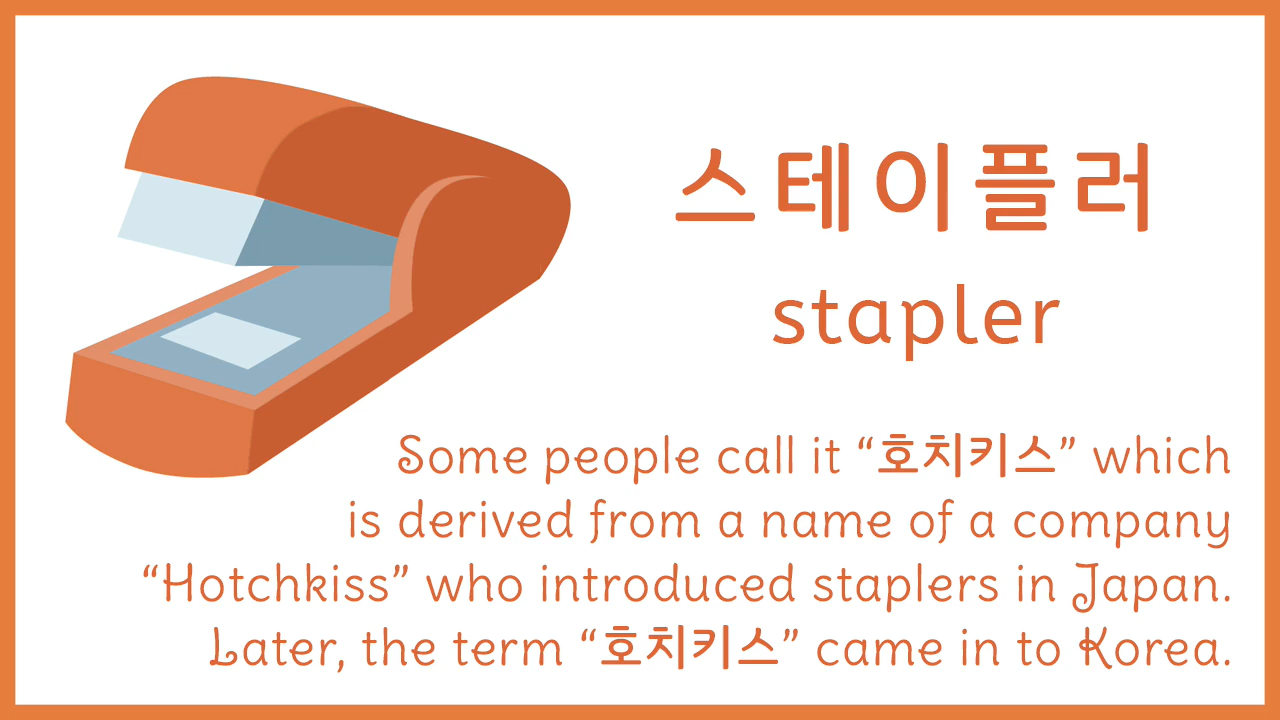 스테이플러
stapler
Some people call it “호치키스” which
is derived from a name of a company
“Hotchkiss” who introduced staplers in Japan.
Later, the term “호치키스” came in to Korea.